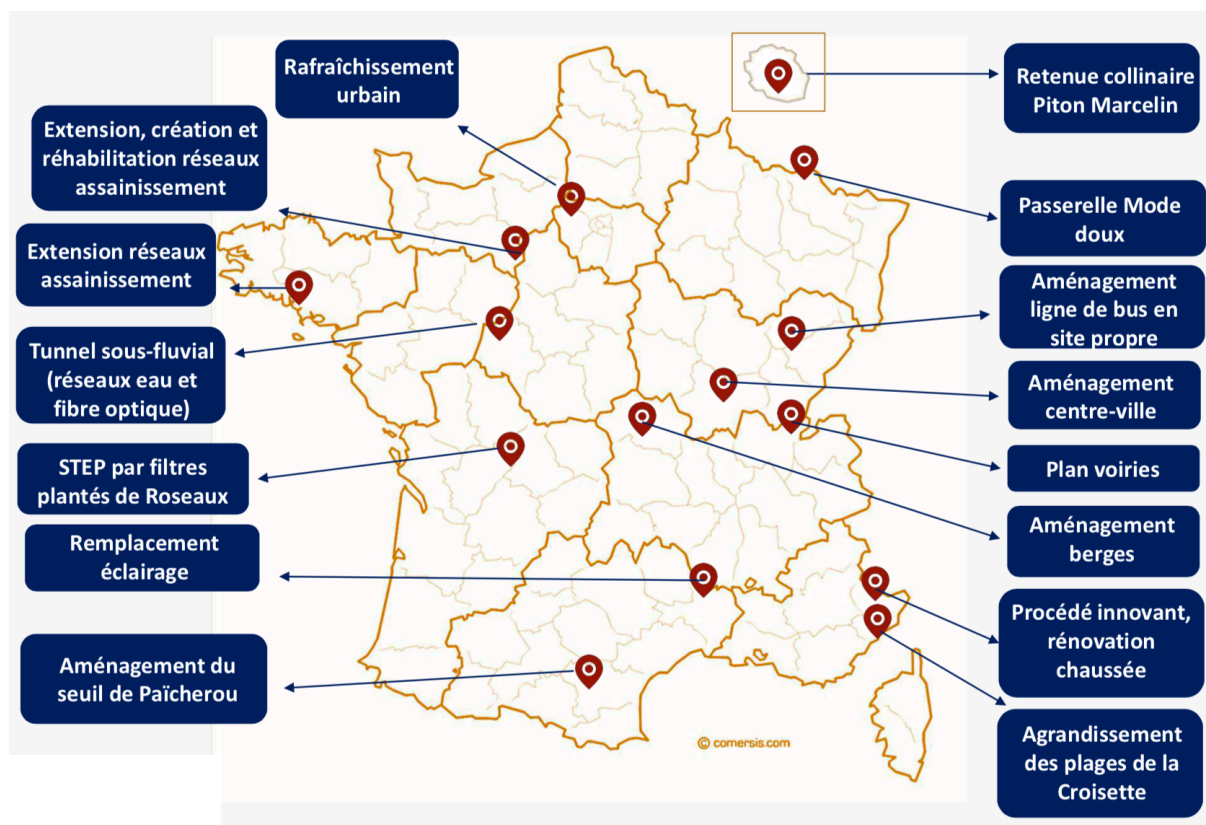 Rafraîchissement
urbain
Extension, création et
réhabilitation réseaux
assainissement
Extension réseaux
assainissement
Tunnel sous-fluvial
(réseaux eau et
fibre optique)
STEP par filtres
plantés de Roseaux
Remplacement
éclairage
Aménagement du
seuil de Païcherou
Retenue collinaire
Piton Marcelin
Passerelle Mode
doux
Aménagement
ligne de bus en
site propre
Aménagement
centre-ville
Plan voiries
Aménagement
berges
Procédé innovant,
rénovation
chaussée
Agrandissement
des plages de la
Croisette
© comersis.com